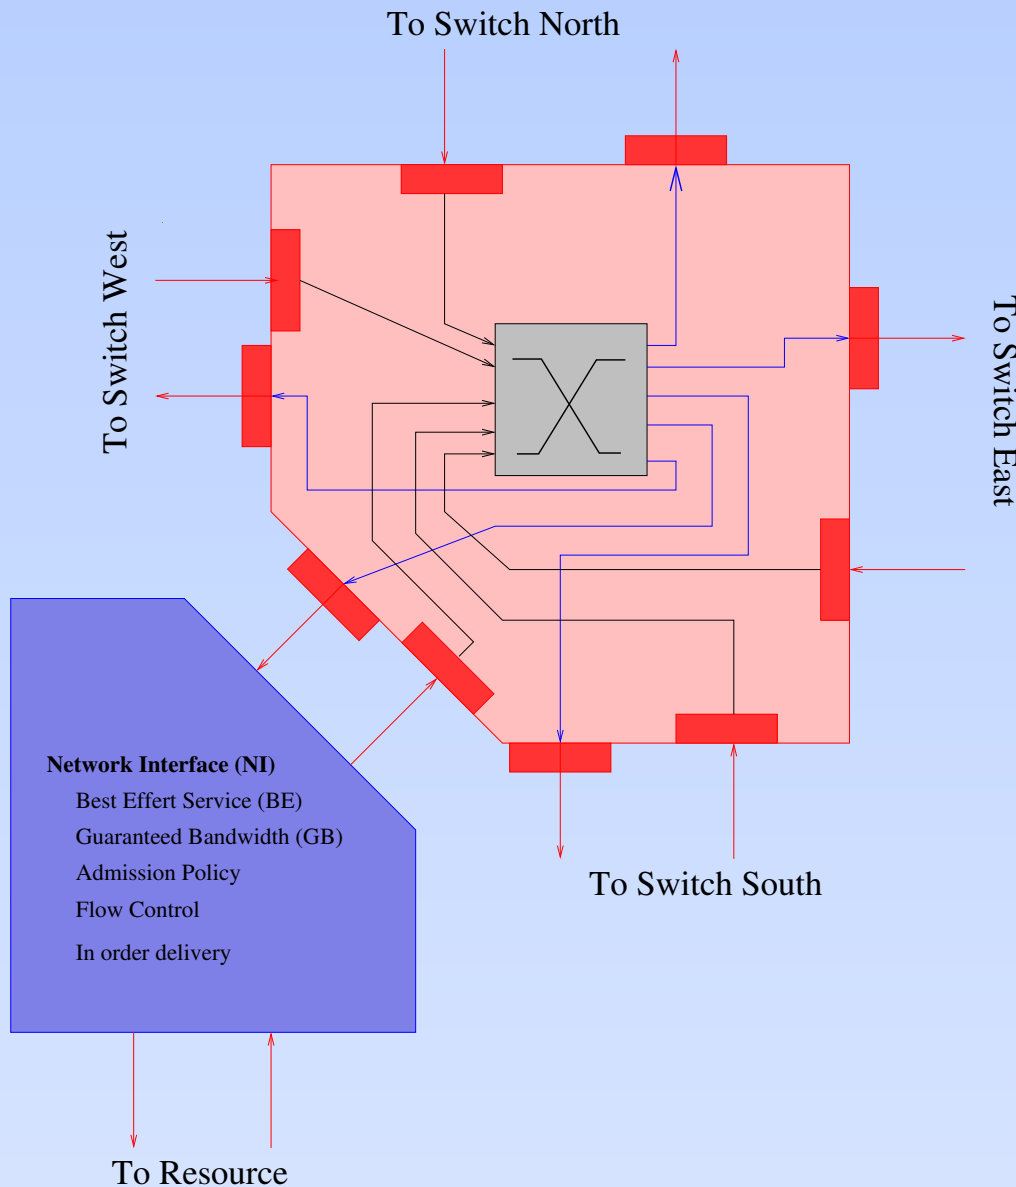 To Switch North
To Switch West
To Switch East
Network Interface (NI)
Best Effert Service (BE)
Guaranteed Bandwidth (GB)
Admission Policy
Flow Control
In order delivery
To Switch South
To Resource